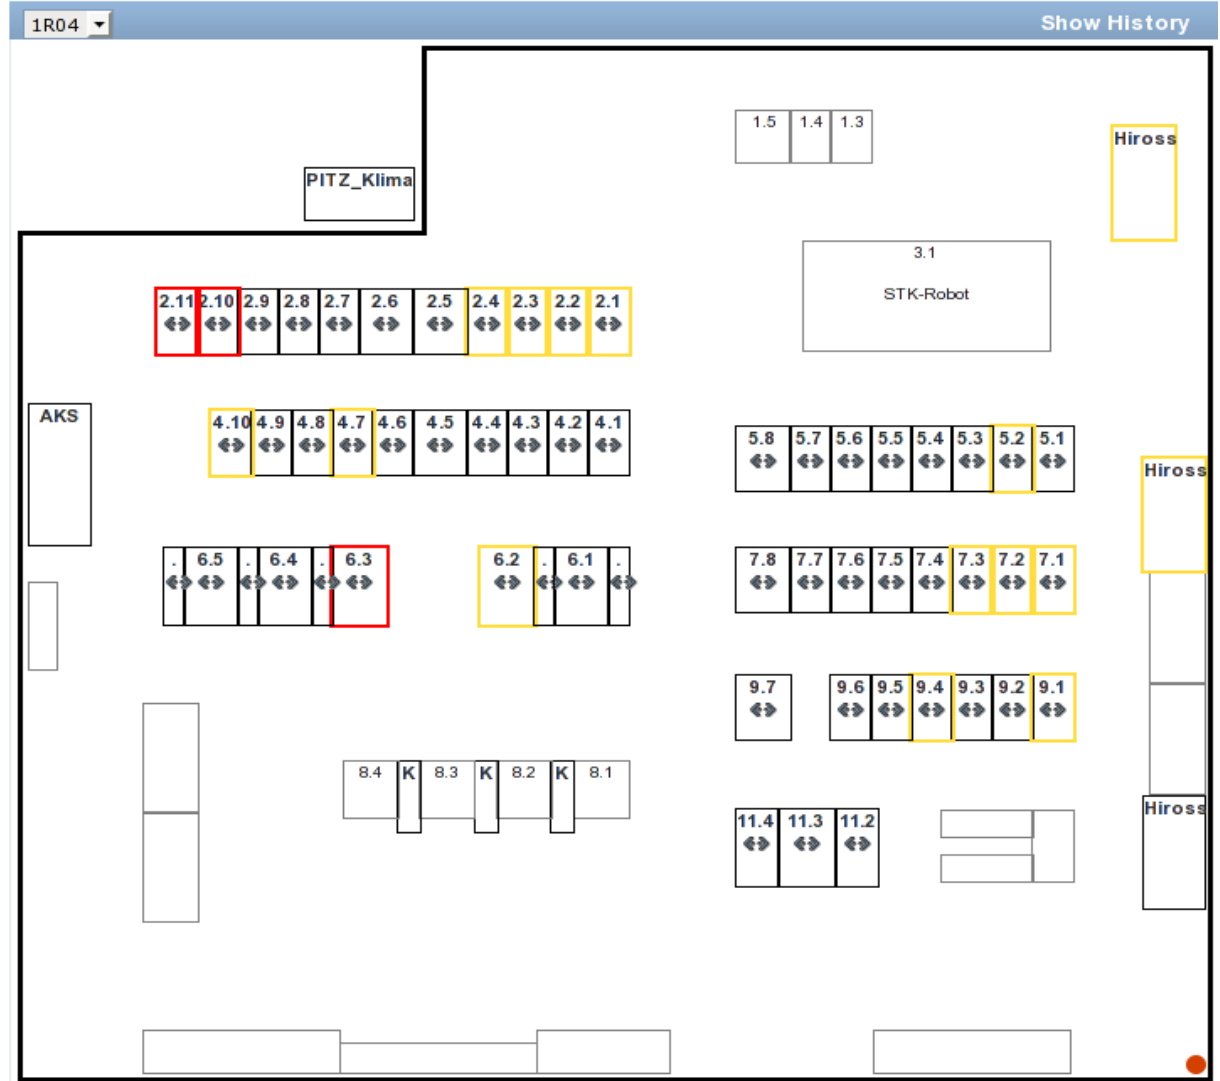 1R04 Show History
1.5 1.4 1.3
Hiross
PITZ_Klima
3.1
STK-Robot
2.11 2.10 2.9 2.8 2.7 2.6 2.5 2.4 2.3 2.2 2.1
AKS
4.10 4.9 4.8 4.7 4.6 4.5 4.4 4.3 4.2 4.1
5.8 5.7 5.6 5.5 5.4 5.3 5.2 5.1
Hiross
. 6.5 . 6.4 . 6.3 6.2 . 6.1 .
7.8 7.7 7.6 7.5 7.4 7.3 7.2 7.1
9.7 9.6 9.5 9.4 9.3 9.2 9.1
8.4 K 8.3 K 8.2 K 8.1
Hiross
11.4 11.3 11.2